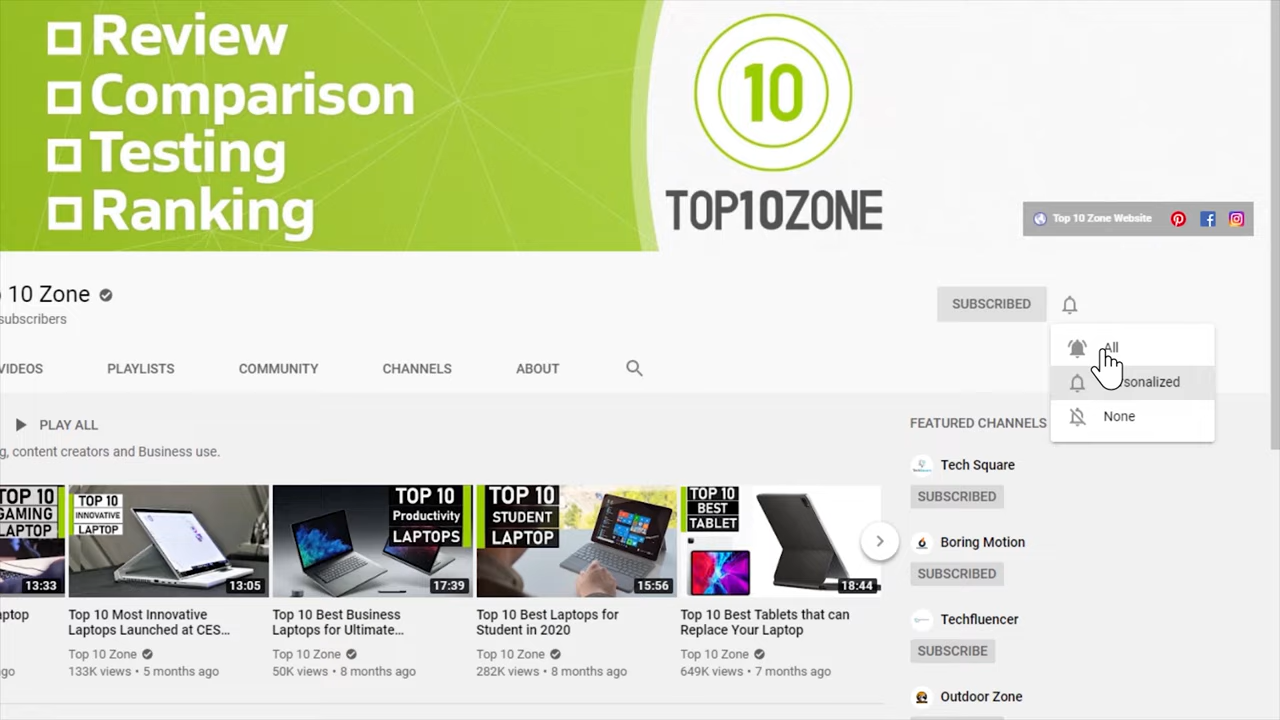 Review
Comparison
Testing
Ranking
10
TOP10ZONE
Top 10 Zone Website
10 Zone
subscribers
SUBSCRIBED
All
sonalized
None
VIDEOS
PLAYLISTS
COMMUNITY
CHANNELS
ABOUT
PLAY ALL
g, content creators and Business use.
TOP 10
GAMING
LAPTOP
13:33
TOP 10
INNOVATIVE
LAPTOP
13:05
TOP 10
Productivity
LAPTOPS
17:39
TOP 10
STUDENT
LAPTOP
15:56
TOP 10
BEST
TABLET
18:44
aptop
go
Top 10 Most Innovative
Laptops Launched at CES...
Top 10 Zone
133K views • 5 months ago
Top 10 Best Business
Laptops for Ultimate...
Top 10 Zone
50K views • 8 months ago
Top 10 Best Laptops for
Student in 2020
Top 10 Zone
282K views • 8 months ago
Top 10 Best Tablets that can
Replace Your Laptop
Top 10 Zone
649K views • 7 months ago
FEATURED CHANNELS
Tech Square
SUBSCRIBED
Boring Motion
SUBSCRIBED
Techfluencer
SUBSCRIBE
Outdoor Zone